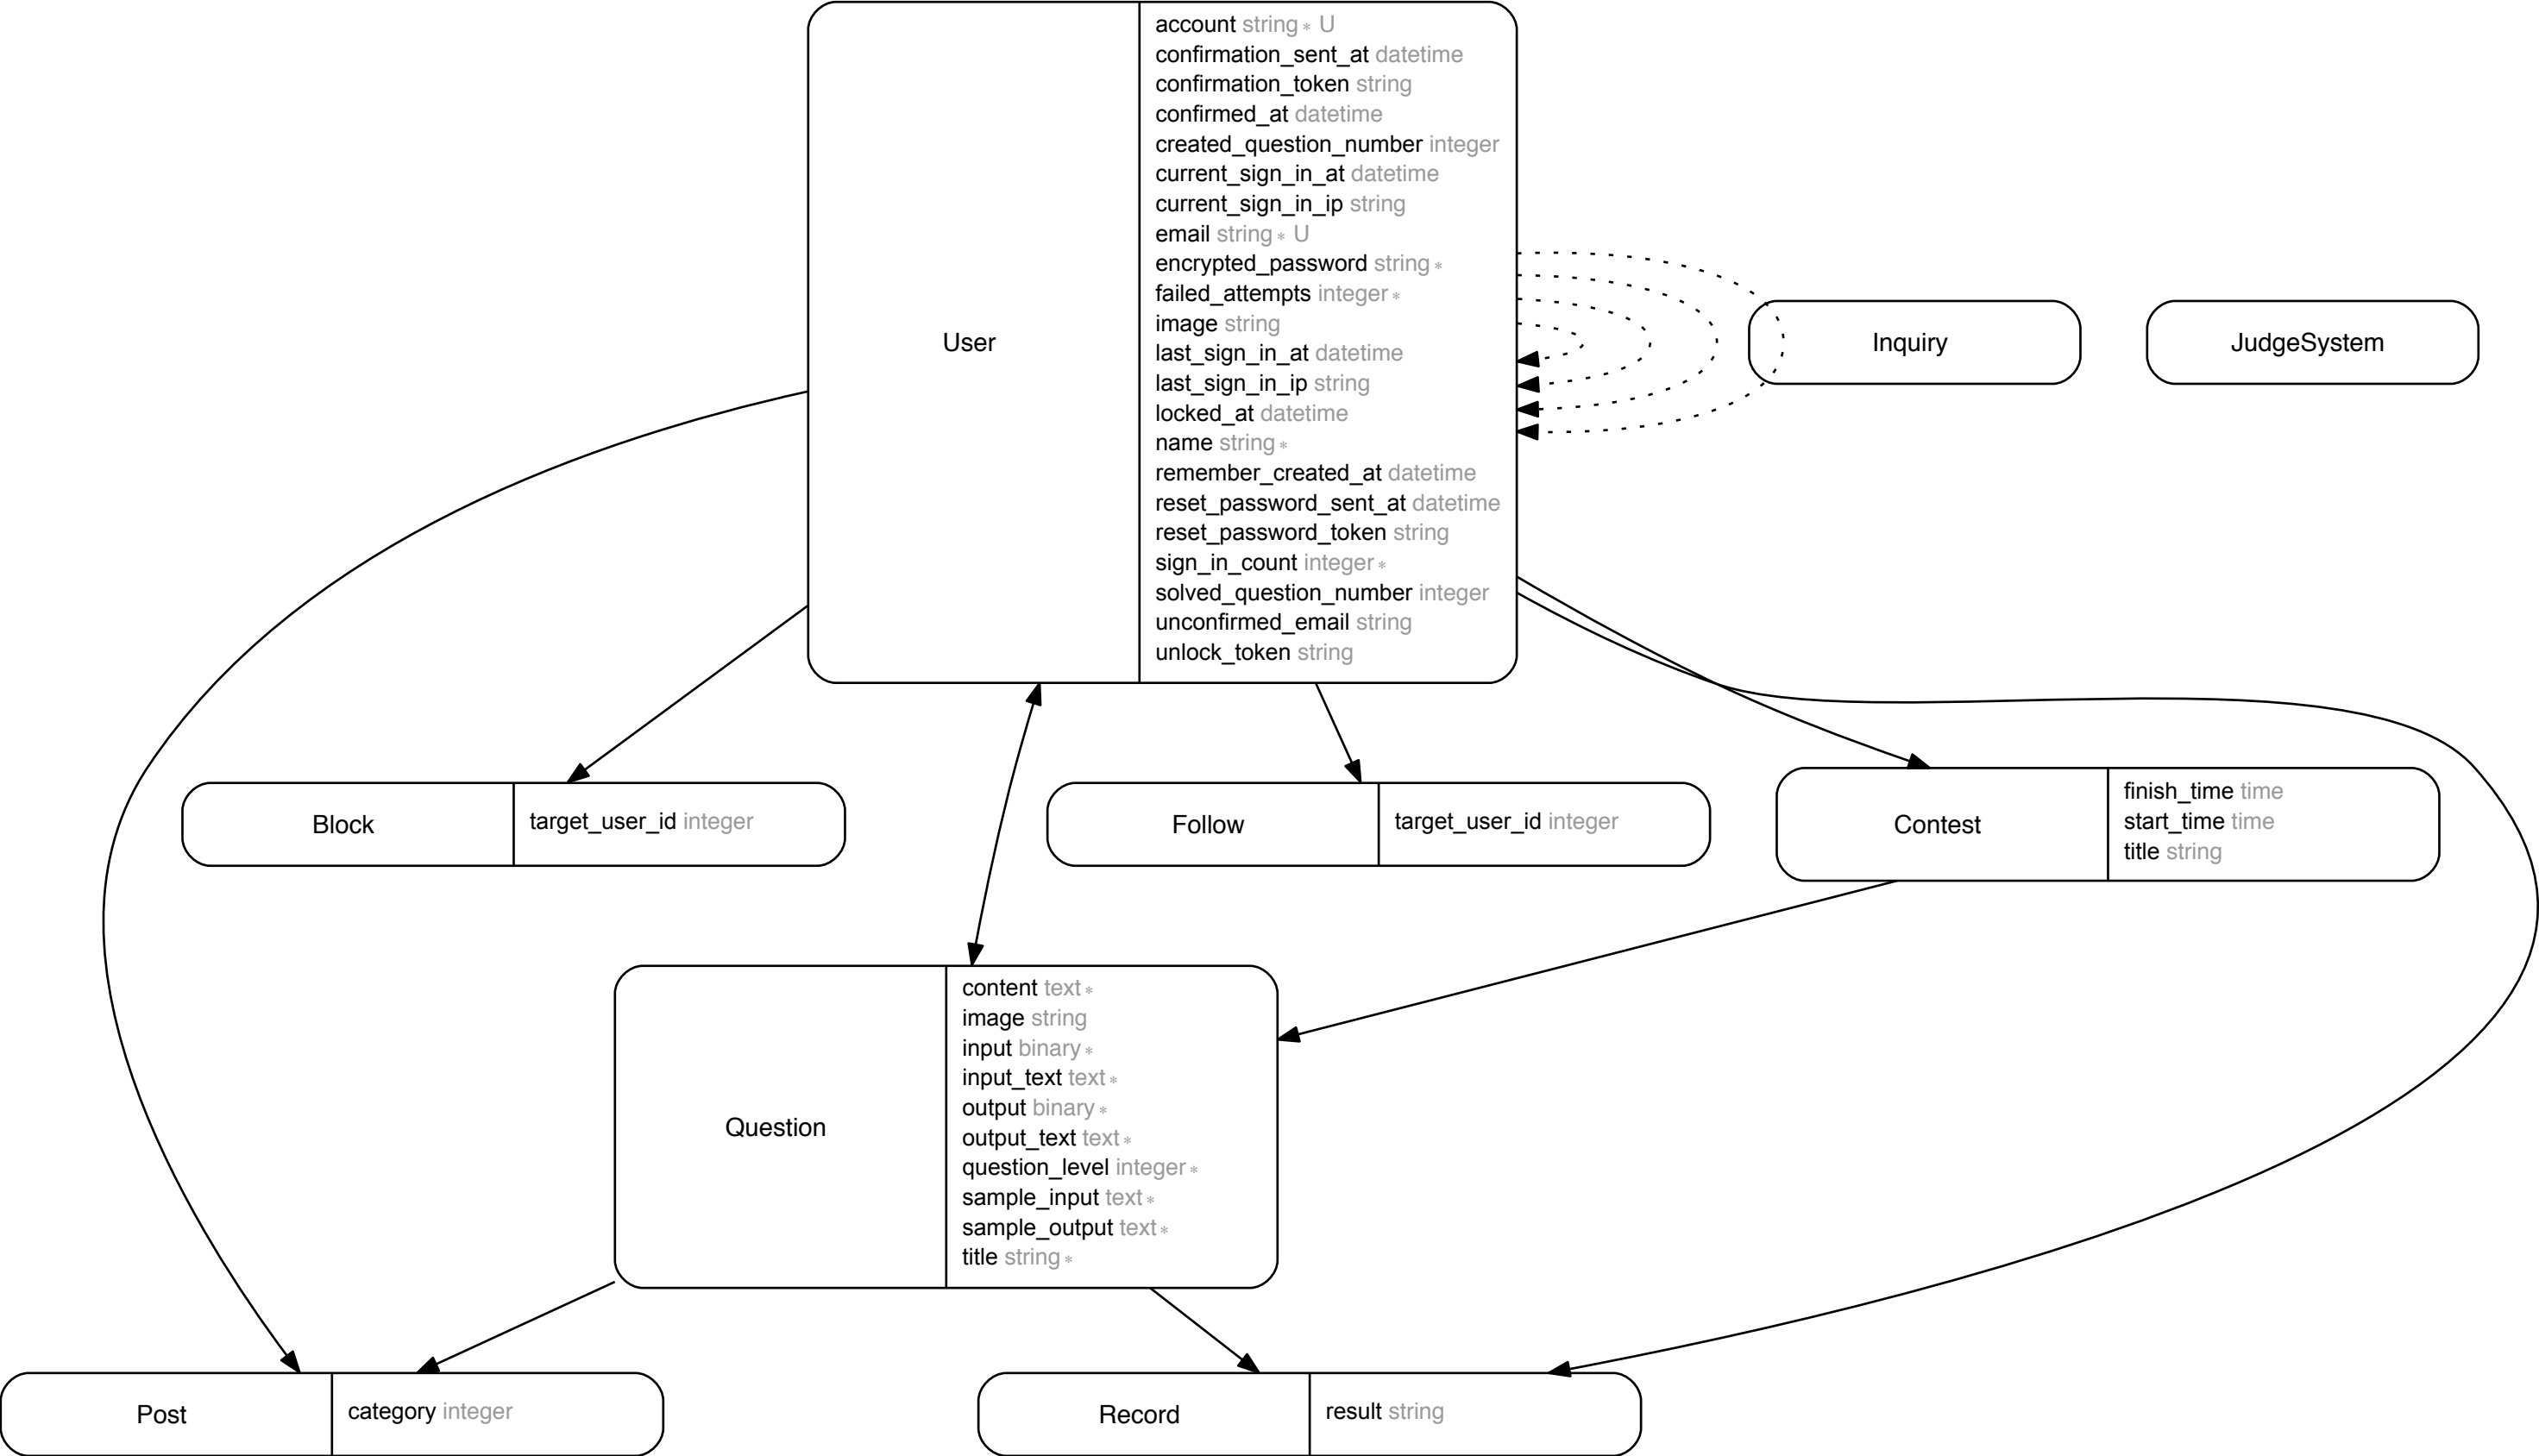 User
account string * U
confirmation_sent_at datetime
confirmation_token string
confirmed_at datetime
created_question_number integer
current_sign_in_at datetime
current_sign_in_ip string
email string * U
encrypted_password string *
failed_attempts integer *
image string
last_sign_in_at datetime
last_sign_in_ip string
locked_at datetime
name string *
remember_created_at datetime
reset_password_sent_at datetime
reset_password_token string
sign_in_count integer *
solved_question_number integer
unconfirmed_email string
unlock_token string
Inquiry
JudgeSystem
Block
target_user_id integer
Follow
target_user_id integer
Contest
finish_time time
start_time time
title string
Question
content text *
image string
input binary *
input_text text *
output binary *
output_text text *
question_level integer *
sample_input text *
sample_output text *
title string *
Post
category integer
Record
result string